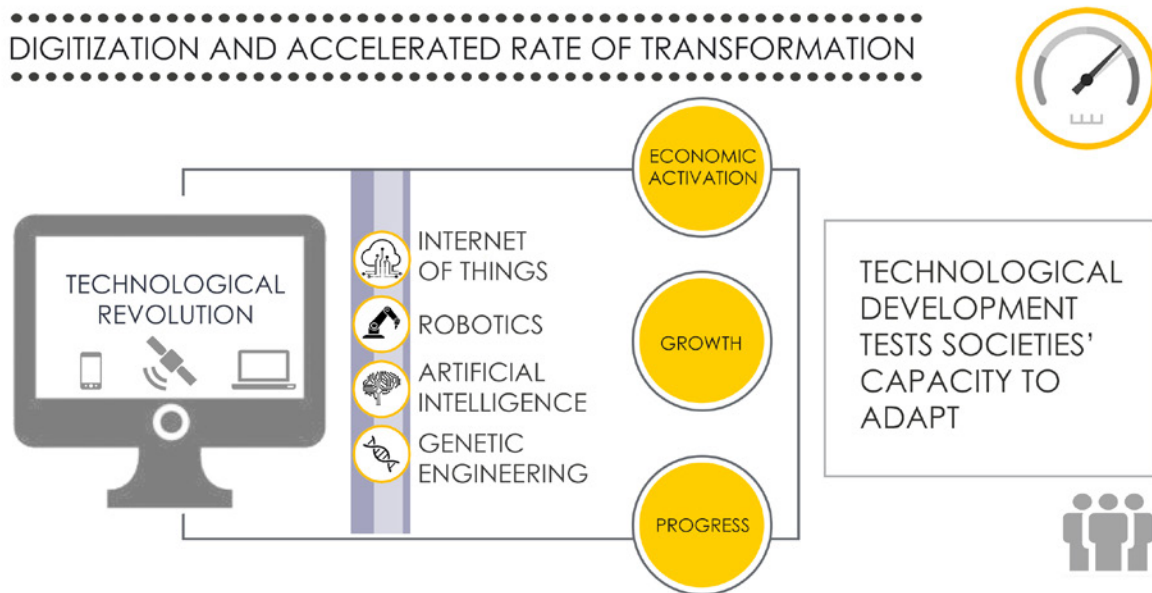 DIGITIZATION AND ACCELERATED RATE OF TRANSFORMATION
TECHNOLOGICAL
REVOLUTION
INTERNET
OF THINGS
ROBOTICS
ARTIFICIAL
INTELLIGENCE
GENETIC
ENGINEERING
ECONOMIC
ACTIVATION
GROWTH
PROGRESS
TECHNOLOGICAL
DEVELOPMENT
TESTS SOCIETIES’
CAPACITY TO
ADAPT